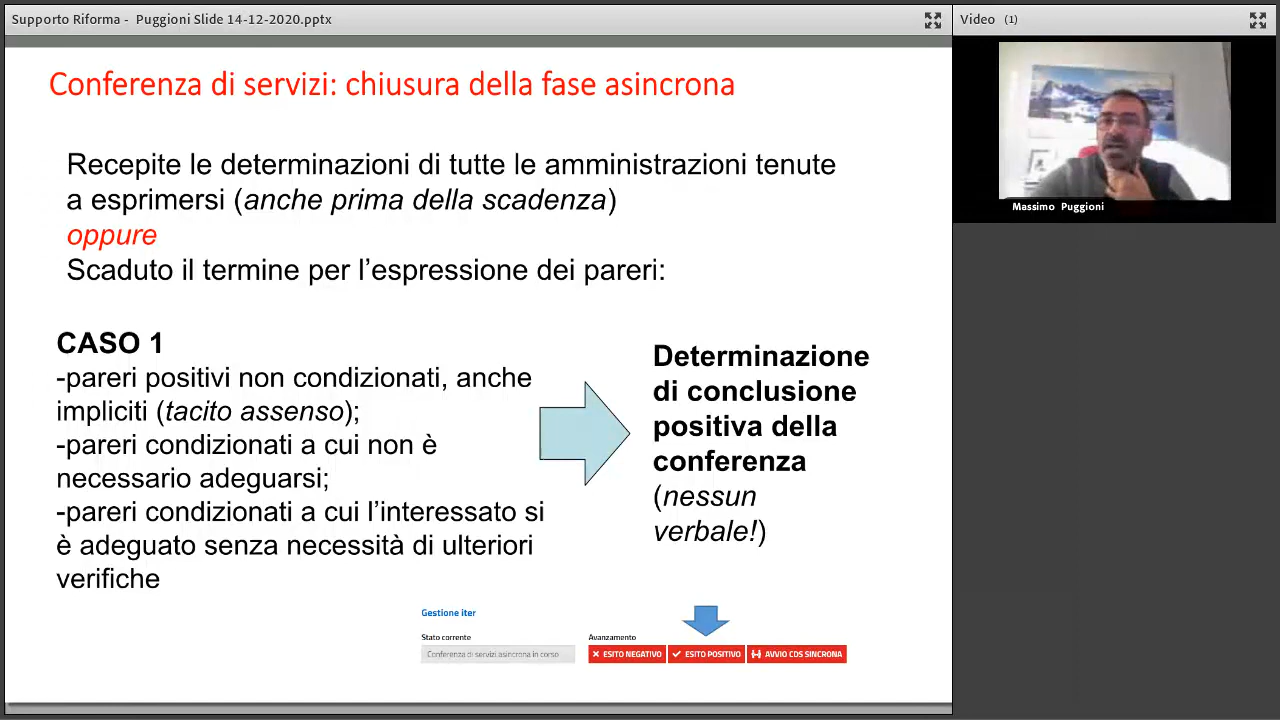 Supporto Riforma - Puggioni Slide 14-12-2020.pptx
Video (1)
Massimo Puggioni
Conferenza di servizi: chiusura della fase asincrona
Recepite le determinazioni di tutte le amministrazioni tenute
a esprimersi (anche prima della scadenza)
oppure
Scaduto il termine per l’espressione dei pareri:
CASO 1
-pareri positivi non condizionati, anche
impliciti (tacito assenso);
-pareri condizionati a cui non è
necessario adeguarsi;
-pareri condizionati a cui l’interessato si
è adeguato senza necessità di ulteriori
verifiche
Determinazione
di conclusione
positiva della
conferenza
(nessun
verbale!)
Gestione iter
Stato corrente
Conferenza di servizi asincrona in corso
Avanzamento
ESITO NEGATIVO
ESITO POSITIVO
AVVIO CDS SINCRONA